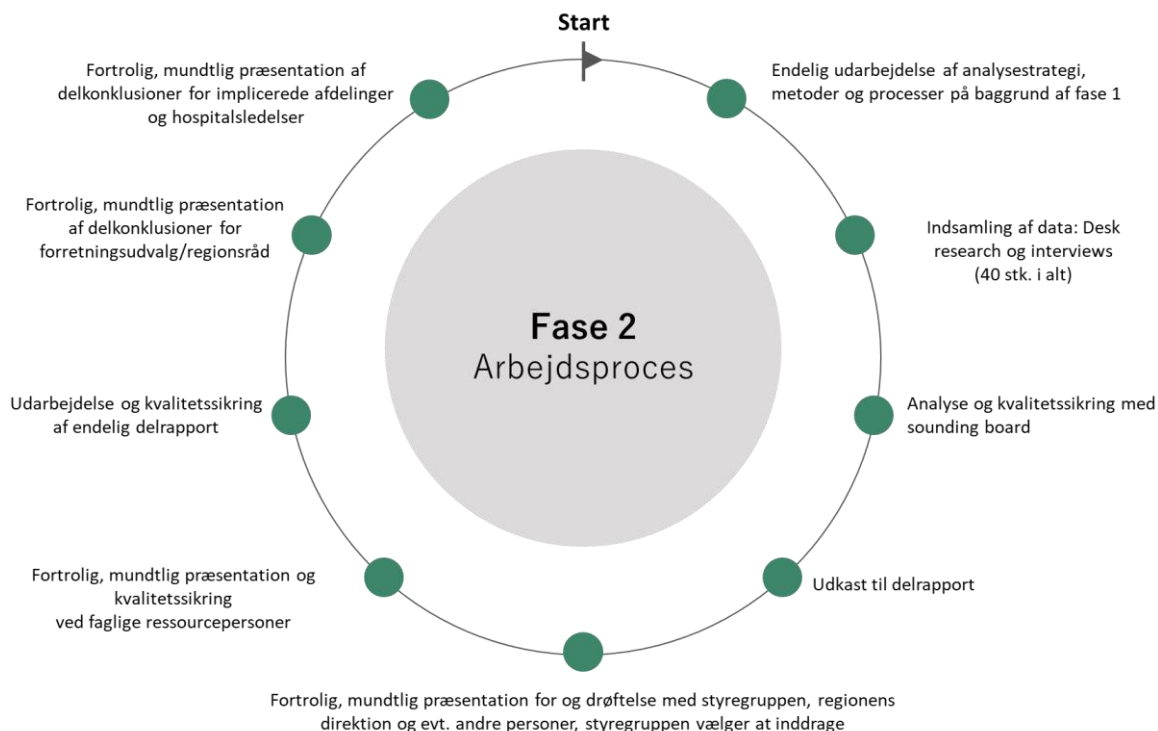 Start
Endelig udarbejdelse af analysestrategi,
metoder og processer på baggrund af fase 1
Indsamling af data: Desk
research og interviews
(40 stk. i alt)
Analyse og kvalitetssikring med
sounding board
Udkast til delrapport
Fortrolig, mundtlig præsentation for og drøftelse med styregruppen, regionens
direktion og evt. andre personer, styregruppen vælger at inddrage
Fortrolig, mundtlig præsentation og
kvalitetssikring
ved faglige ressourcepersoner
Udarbejdelse og kvalitetssikring
af endelig delrapport
Fortrolig, mundtlig præsentation
af delkonklusioner for
forretningsudvalg/regionsråd
Fortrolig, mundtlig præsentation af
delkonklusioner for implicerede afdelinger
og hospitalsledelser
Fase 2
Arbejdsproces